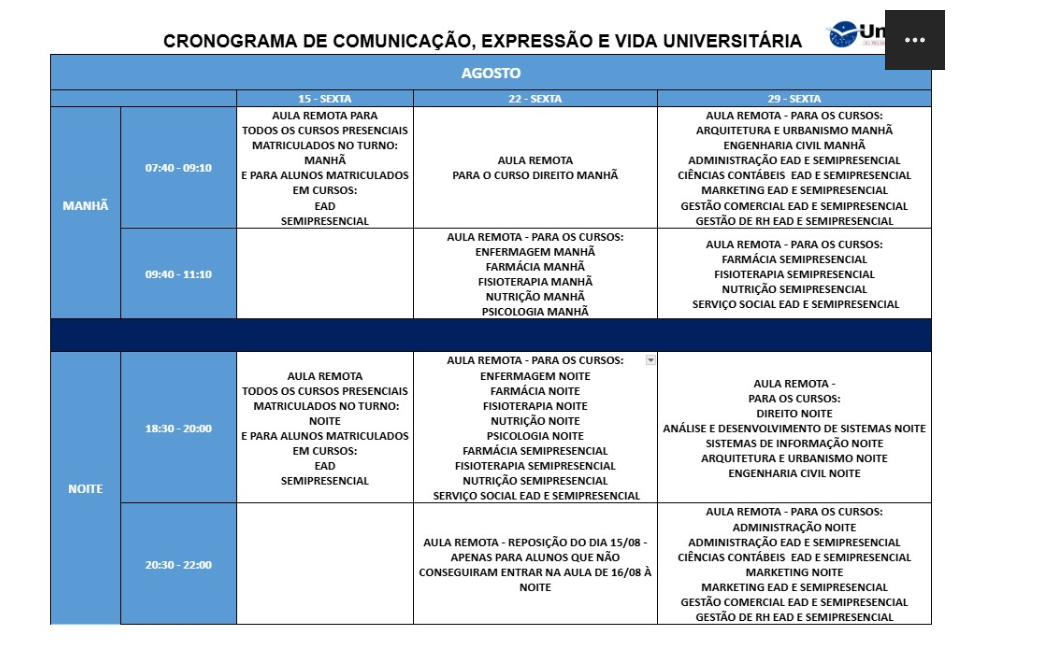 CRONOGRAMA DE COMUNICAÇÃO, EXPRESSÃO E VIDA UNIVERSITÁRIA
AGOSTO
15 - SEXTA
22 - SEXTA
29 - SEXTA
MANHÃ
07:40 - 09:10
AULA REMOTA PARA
TODOS OS CURSOS PRESENCIAIS
MATRICULADOS NO TURNO:
MANHÃ
E PARA ALUNOS MATRICULADOS
EM CURSOS:
EAD
SEMIPRESENCIAL
AULA REMOTA
PARA O CURSO DIREITO MANHÃ
AULA REMOTA - PARA OS CURSOS:
ARQUITETURA E URBANISMO MANHÃ
ENGENHARIA CIVIL MANHÃ
ADMINISTRAÇÃO EAD E SEMIPRESENCIAL
CIÊNCIAS CONTÁBEIS EAD E SEMIPRESENCIAL
MARKETING EAD E SEMIPRESENCIAL
GESTÃO COMERCIAL EAD E SEMIPRESENCIAL
GESTÃO DE RH EAD E SEMIPRESENCIAL
09:40 - 11:10
AULA REMOTA - PARA OS CURSOS:
ENFERMAGEM MANHÃ
FARMÁCIA MANHÃ
FISIOTERAPIA MANHÃ
NUTRIÇÃO MANHÃ
PSICOLOGIA MANHÃ
AULA REMOTA - PARA OS CURSOS:
FARMÁCIA SEMIPRESENCIAL
FISIOTERAPIA SEMIPRESENCIAL
NUTRIÇÃO SEMIPRESENCIAL
SERVIÇO SOCIAL EAD E SEMIPRESENCIAL
NOITE
18:30 - 20:00
AULA REMOTA
TODOS OS CURSOS PRESENCIAIS
MATRICULADOS NO TURNO:
NOITE
E PARA ALUNOS MATRICULADOS
EM CURSOS:
EAD
SEMIPRESENCIAL
AULA REMOTA - PARA OS CURSOS:
ENFERMAGEM NOITE
FARMÁCIA NOITE
FISIOTERAPIA NOITE
NUTRIÇÃO NOITE
PSICOLOGIA NOITE
FARMÁCIA SEMIPRESENCIAL
FISIOTERAPIA SEMIPRESENCIAL
NUTRIÇÃO SEMIPRESENCIAL
SERVIÇO SOCIAL EAD E SEMIPRESENCIAL
AULA REMOTA -
PARA OS CURSOS:
DIREITO NOITE
ANÁLISE E DESENVOLVIMENTO DE SISTEMAS NOITE
SISTEMAS DE INFORMAÇÃO NOITE
ARQUITETURA E URBANISMO NOITE
ENGENHARIA CIVIL NOITE
20:30 - 22:00
AULA REMOTA - REPOSIÇÃO DO DIA 15/08 -
APENAS PARA ALUNOS QUE NÃO
CONSEGUIRAM ENTRAR NA AULA DE 16/08 À
NOITE
AULA REMOTA - PARA OS CURSOS:
ADMINISTRAÇÃO NOITE
ADMINISTRAÇÃO EAD E SEMIPRESENCIAL
CIÊNCIAS CONTÁBEIS EAD E SEMIPRESENCIAL
MARKETING NOITE
MARKETING EAD E SEMIPRESENCIAL
GESTÃO COMERCIAL EAD E SEMIPRESENCIAL
GESTÃO DE RH EAD E SEMIPRESENCIAL